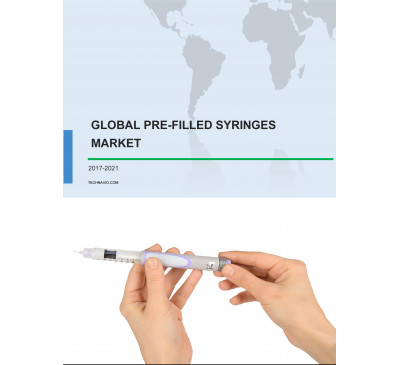 GLOBAL PRE-FILLED SYRINGES
MARKET
2017-2021
TECHNAVIO.COM